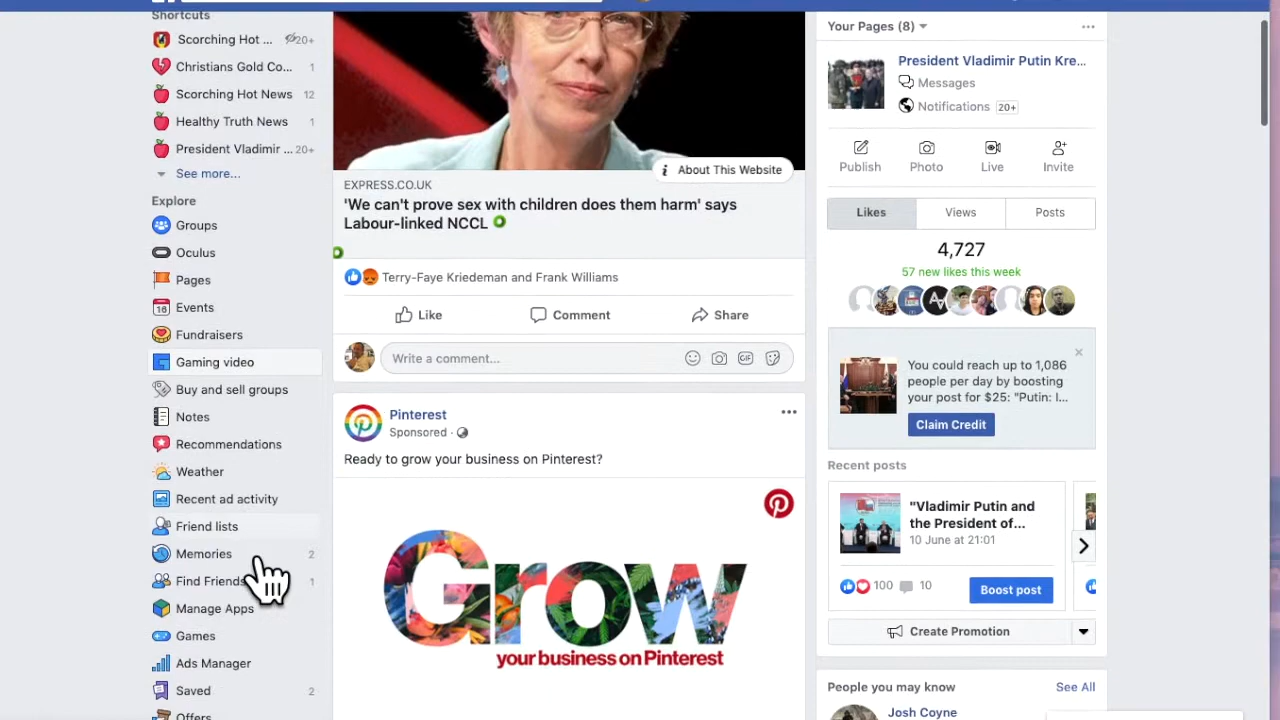 Shortcuts
Scorching Hot ... 20+
Christians Gold Co... 1
Scorching Hot News 12
Healthy Truth News 1
President Vladimir ... 20+
See more...
Explore
Groups
Oculus
Pages
16 Events
Fundraisers
Gaming video
Buy and sell groups
Notes
Recommendations
Weather
Recent ad activity
Friend lists
Memories 2
Find Friends 1
Manage Apps
Games
Ads Manager
Saved 2
Offers
i About This Website
EXPRESS.CO.UK
'We can't prove sex with children does them harm' says
Labour-linked NCCL
Terry-Faye Kriedeman and Frank Williams
Like Comment Share
Write a comment... GIF
Pinterest
Sponsored ·
Ready to grow your business on Pinterest?
Grow
your business on Pinterest
Your Pages (8)
President Vladimir Putin Kre...
Messages
Notifications 20+
Publish Photo Live Invite
Likes Views Posts
4,727
57 new likes this week
You could reach up to 1,086
people per day by boosting
your post for $25: "Putin: I...
Claim Credit
Recent posts
"Vladimir Putin and
the President of...
10 June at 21:01
100 10 Boost post
Create Promotion
People you may know See All
Josh Coyne